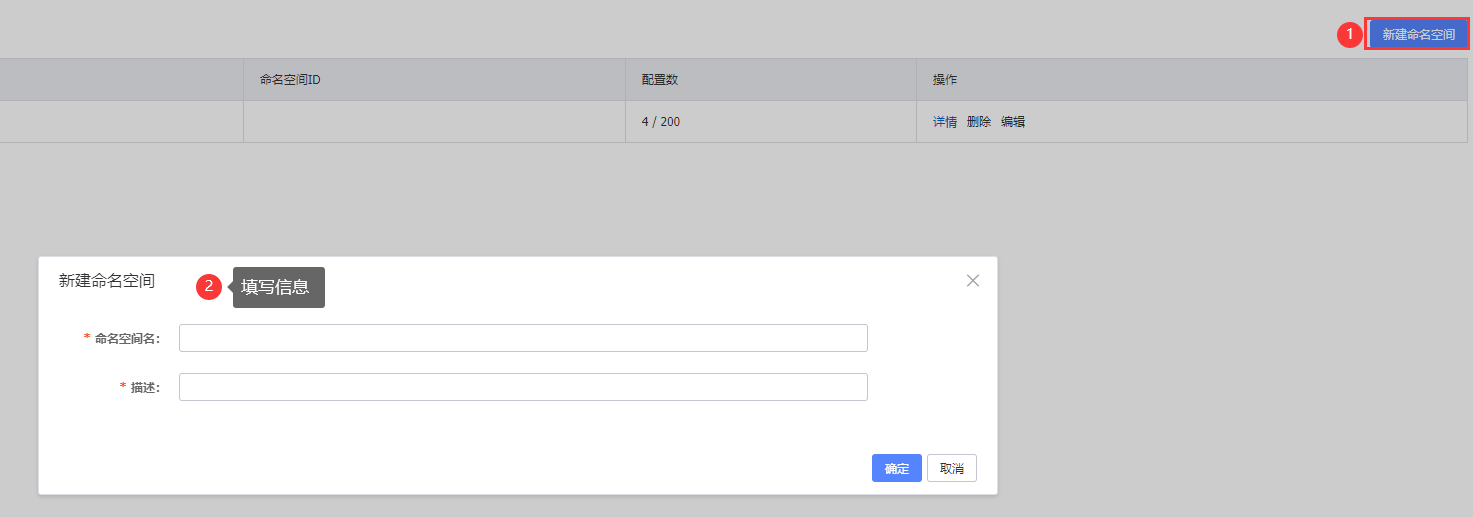 1 新建命名空间
命名空间ID 配置数 操作
4 / 200 详情 删除 编辑
新建命名空间 2 填写信息
* 命名空间名:
* 描述:
确定 取消